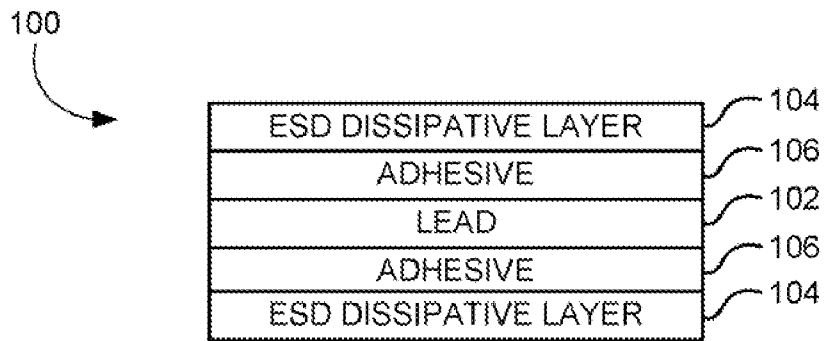 100
ESD DISSIPATIVE LAYER 104
ADHESIVE 106
LEAD 102
ADHESIVE 106
ESD DISSIPATIVE LAYER 104